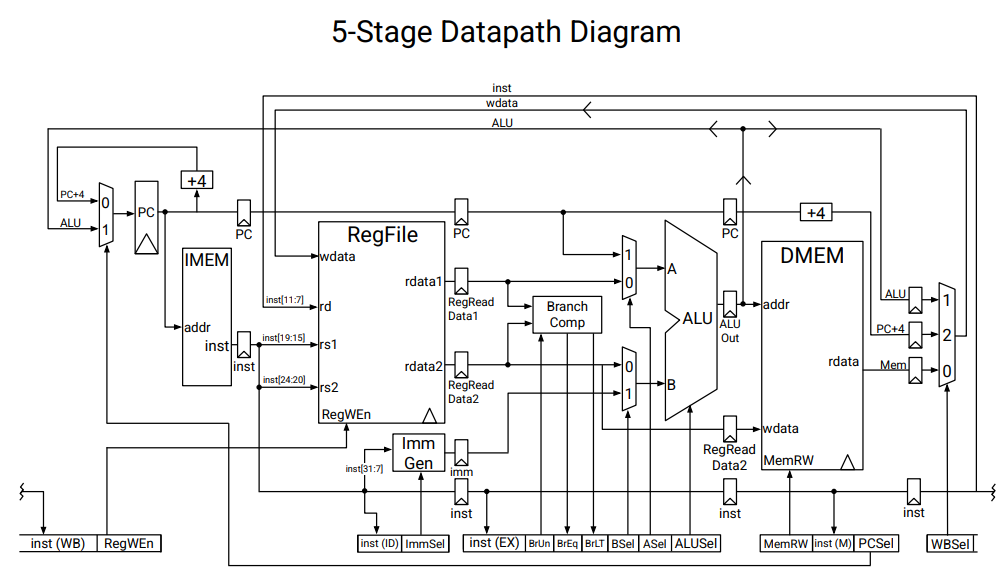 5-Stage Datapath Diagram
inst
wdata
ALU
+4
PC+4
0
PC
ALU
1
PC
PC
PC
+4
RegFile
IMEM
DMEM
wdata
rdata1
RegRead
Data1
1
0
A
inst[11:7]
rd
Branch
Comp
ALU
ALU
Out
addr
ALU
1
addr
PC+4
2
inst
inst
inst[19:15]
rs1
rdata2
RegRead
Data2
0
1
B
rdata
Mem
0
inst[24:20]
rs2
RegWEn
Imm
Gen
imm
inst[31:7]
RegRead
Data2
wdata
MemRW
inst
inst
inst
inst (WB)
RegWEn
inst (ID)
ImmSel
inst (EX)
BrUn
BrEq
BrLT
BSel
ASel
ALUSel
MemRW
inst (M)
PCSel
WBSel